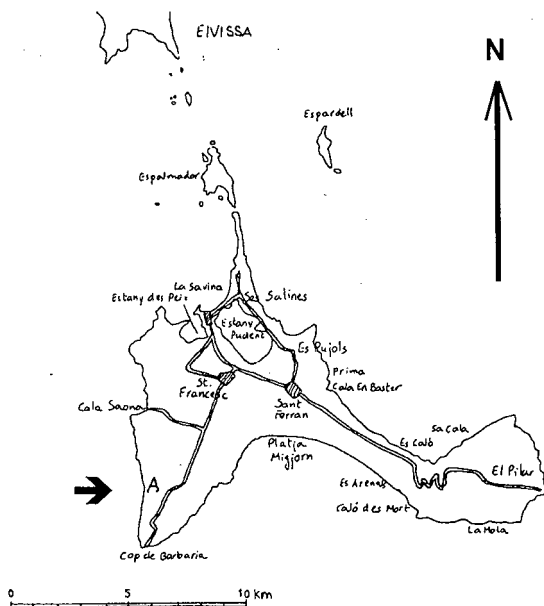 EIVISSA
N
Espardell
Espalmador
La Savina
Estany des Peix
Ses Salines
Estany
Pudent
Es Pujols
St.
Francesc
Prima
Cala En Baster
Sant
Ferran
Cala Saona
Sa Cala
Es Caló
Platja
Migjorn
El Pilar
Es Arenals
A
Caló des Mort
La Mola
Cap de Barbaria
0 5 10 Km